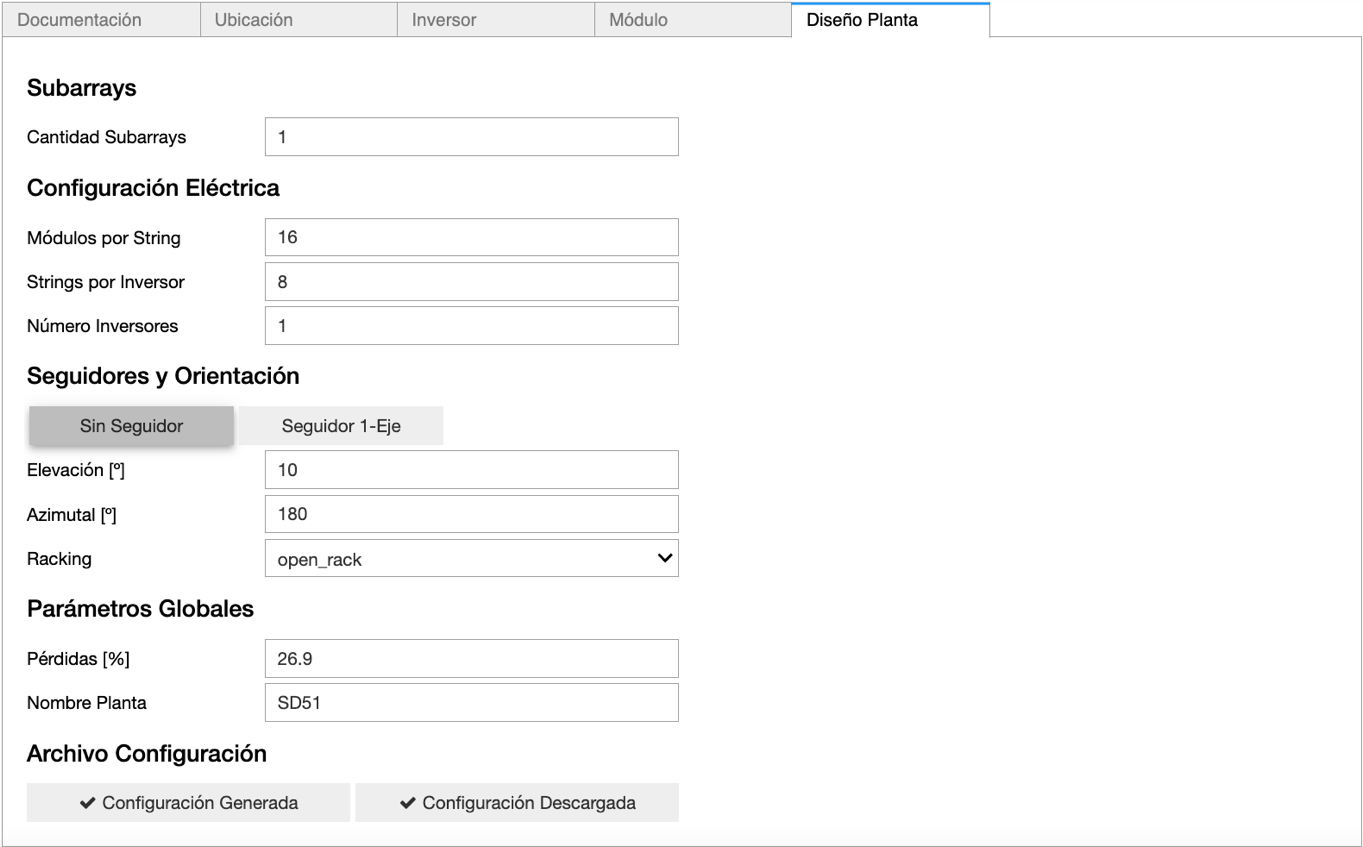 Documentación Ubicación Inversor Módulo Diseño Planta
Subarrays
Cantidad Subarrays 1
Configuración Eléctrica
Módulos por String 16
Strings por Inversor 8
Número Inversores 1
Seguidores y Orientación
Sin Seguidor Seguidor 1-Eje
Elevación [º] 10
Azimutal [º] 180
Racking open_rack
Parámetros Globales
Pérdidas [%] 26.9
Nombre Planta SD51
Archivo Configuración
✔ Configuración Generada ✔ Configuración Descargada